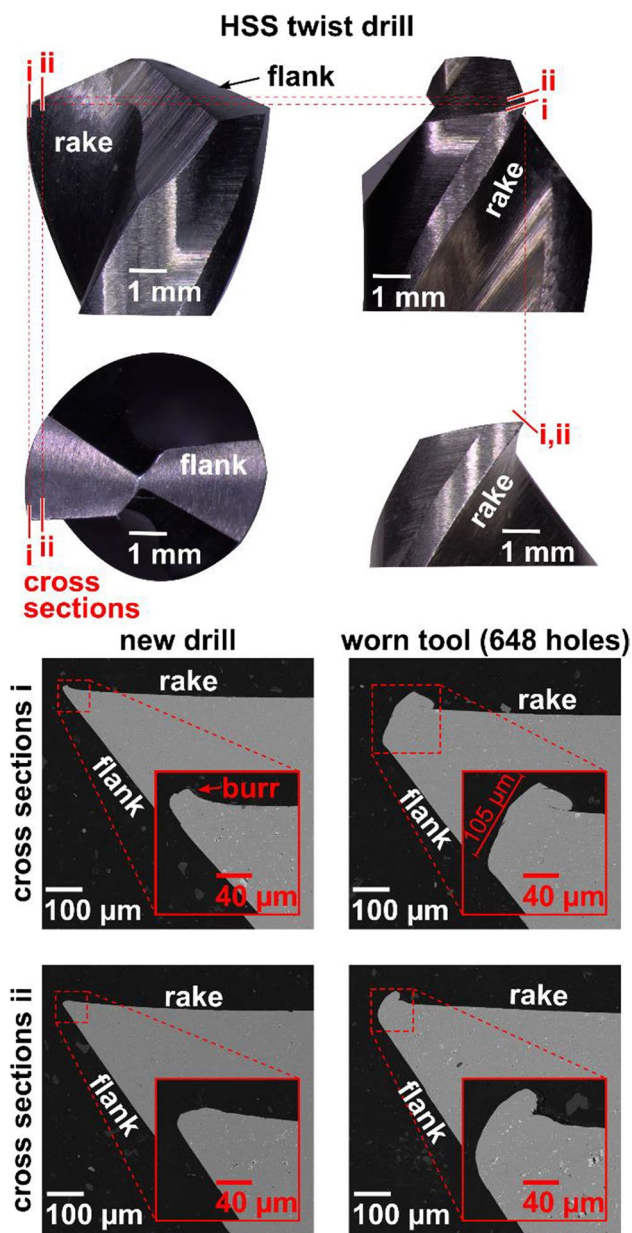 HSS twist drill
i ii
flank
rake
1 mm
ii
i
rake
1 mm
flank
1 mm
i ii
cross
sections
i,ii
rake
1 mm
new drill
worn tool (648 holes)
cross sections i
rake
flank
burr
40 µm
100 µm
rake
flank
105 µm
40 µm
100 µm
cross sections ii
rake
flank
40 µm
100 µm
rake
flank
40 µm
100 µm